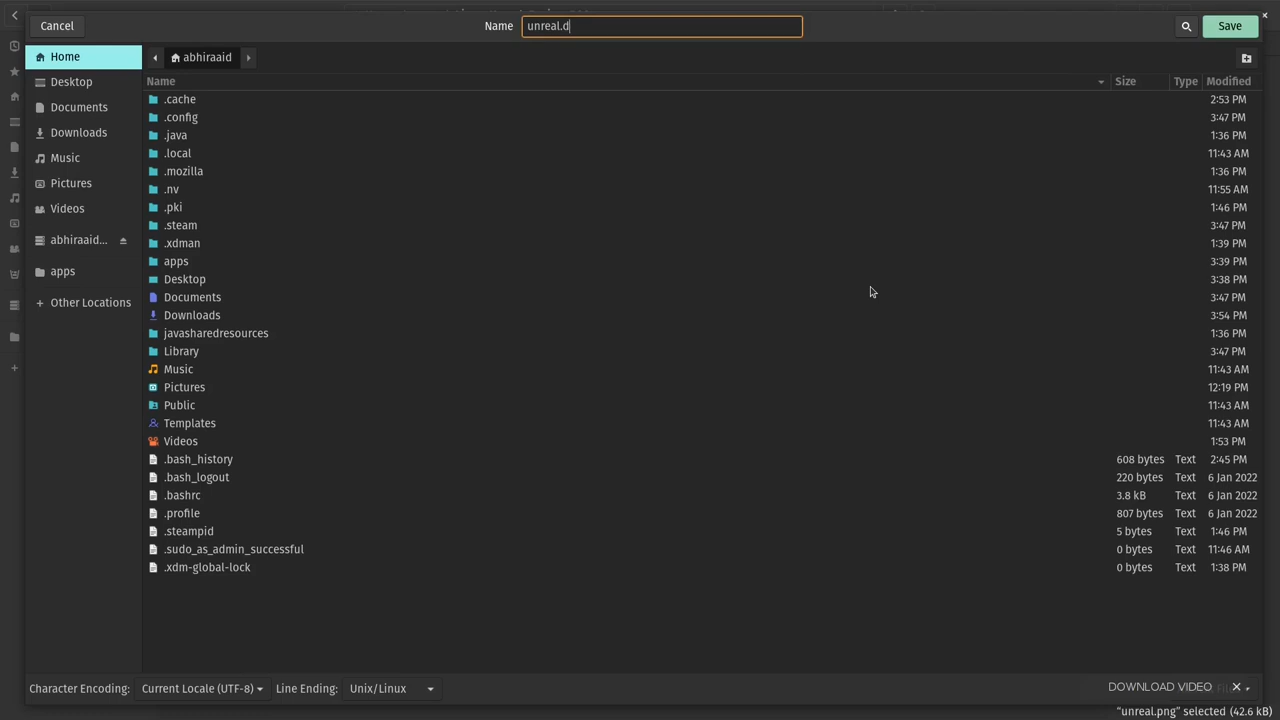 Cancel
Name unreal.d
Save
Home
Desktop
Documents
Downloads
Music
Pictures
Videos
abhiraaid...
apps
Other Locations
abhiraaid
Name Size Type Modified
.cache 2:53 PM
.config 3:47 PM
.java 1:36 PM
.local 11:43 AM
.mozilla 1:36 PM
.nv 11:55 AM
.pki 1:46 PM
.steam 3:47 PM
.xdman 1:39 PM
apps 3:39 PM
Desktop 3:38 PM
Documents 3:47 PM
Downloads 3:54 PM
javasharedresources 1:36 PM
Library 3:47 PM
Music 11:43 AM
Pictures 12:19 PM
Public 11:43 AM
Templates 11:43 AM
Videos 1:53 PM
.bash_history 608 bytes Text 2:45 PM
.bash_logout 220 bytes Text 6 Jan 2022
.bashrc 3.8 kB Text 6 Jan 2022
.profile 807 bytes Text 6 Jan 2022
.steampid 5 bytes Text 1:46 PM
.sudo_as_admin_successful 0 bytes Text 11:46 AM
.xdm-global-lock 0 bytes Text 1:38 PM
Character Encoding: Current Locale (UTF-8) Line Ending: Unix/Linux
DOWNLOAD VIDEO
"unreal.png" selected (42.6 kB)